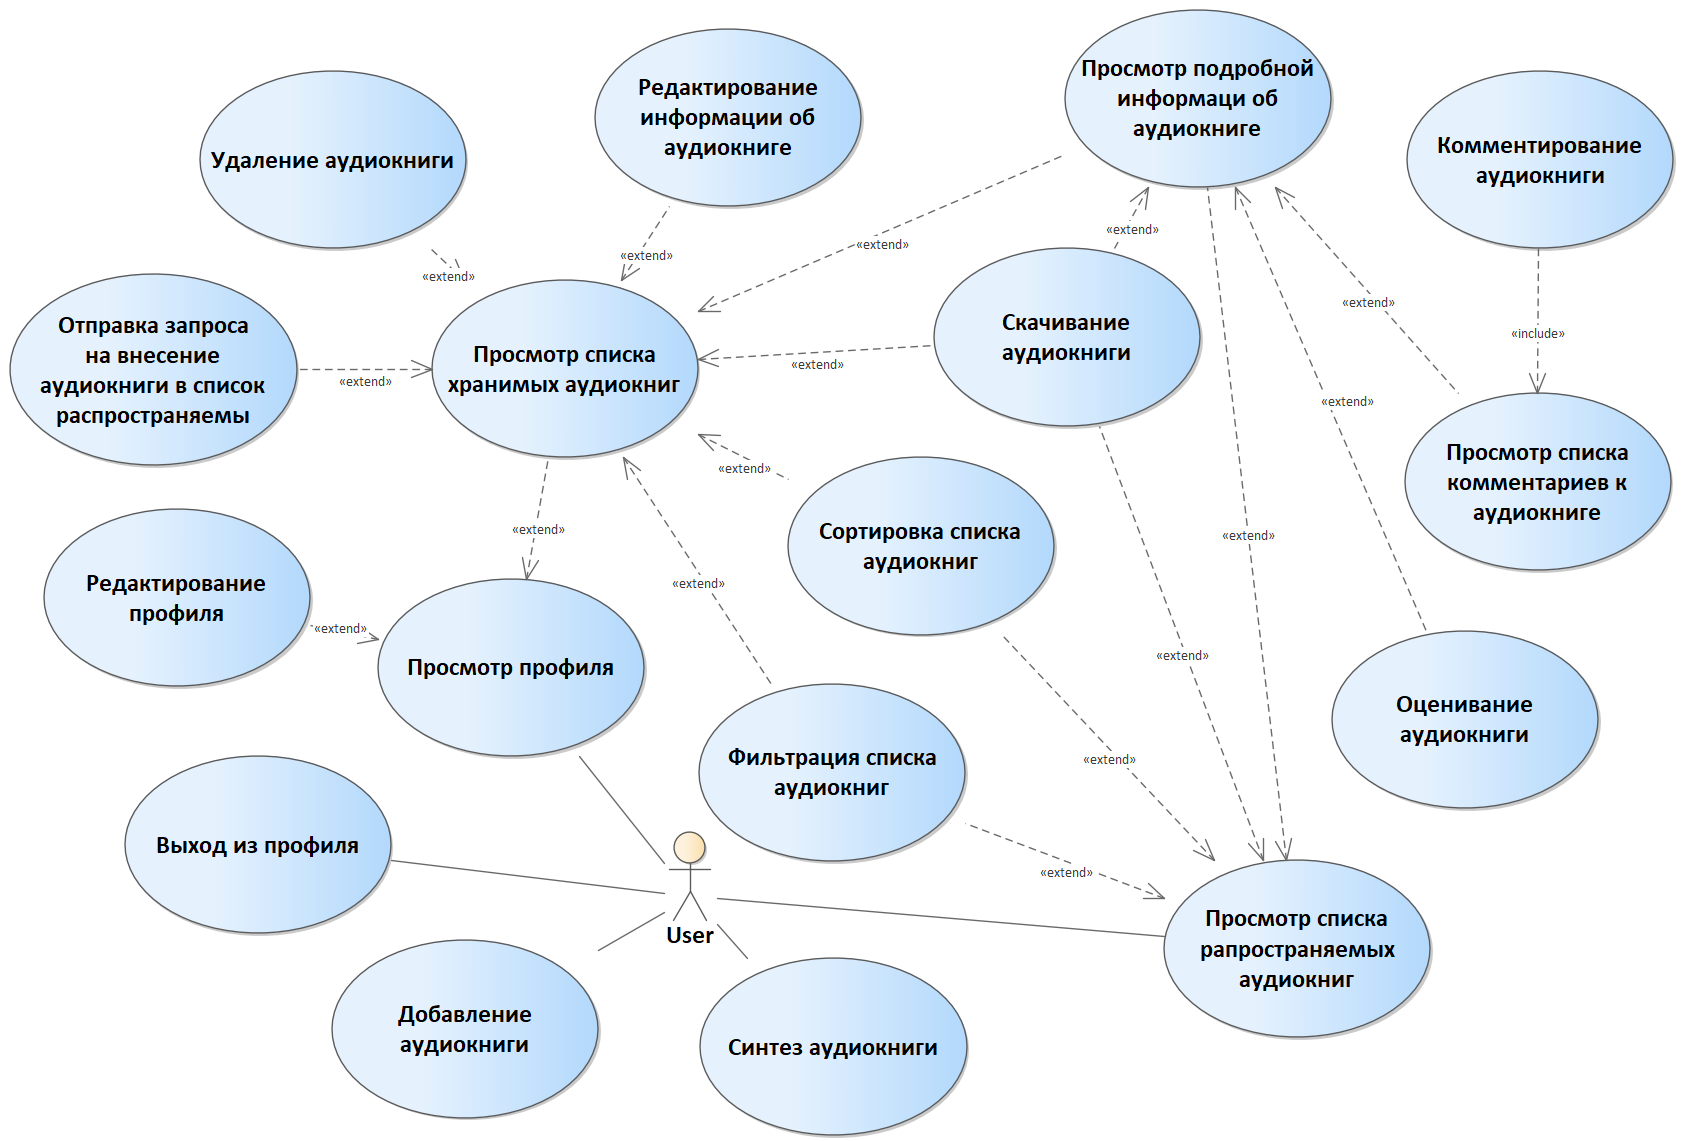 Просмотр подробной
информаци об
аудиокниге
Редактирование
информации об
аудиокниге
Удаление аудиокниги
Комментирование
аудиокниги
«extend»
«extend»
«extend»
«extend»
Отправка запроса
на внесение
аудиокниги в список
распространяемы
«extend»
Просмотр списка
хранимых аудиокниг
«extend»
Скачивание
аудиокниги
«extend»
«include»
«extend»
«extend»
Просмотр списка
комментариев к
аудиокниге
«extend»
«extend»
Сортировка списка
аудиокниг
«extend»
Редактирование
профиля
«extend»
«extend»
Просмотр профиля
«extend»
Оценивание
аудиокниги
Фильтрация списка
аудиокниг
«extend»
Выход из профиля
«extend»
User
Просмотр списка
рапространяемых
аудиокниг
Добавление
аудиокниги
Синтез аудиокниги